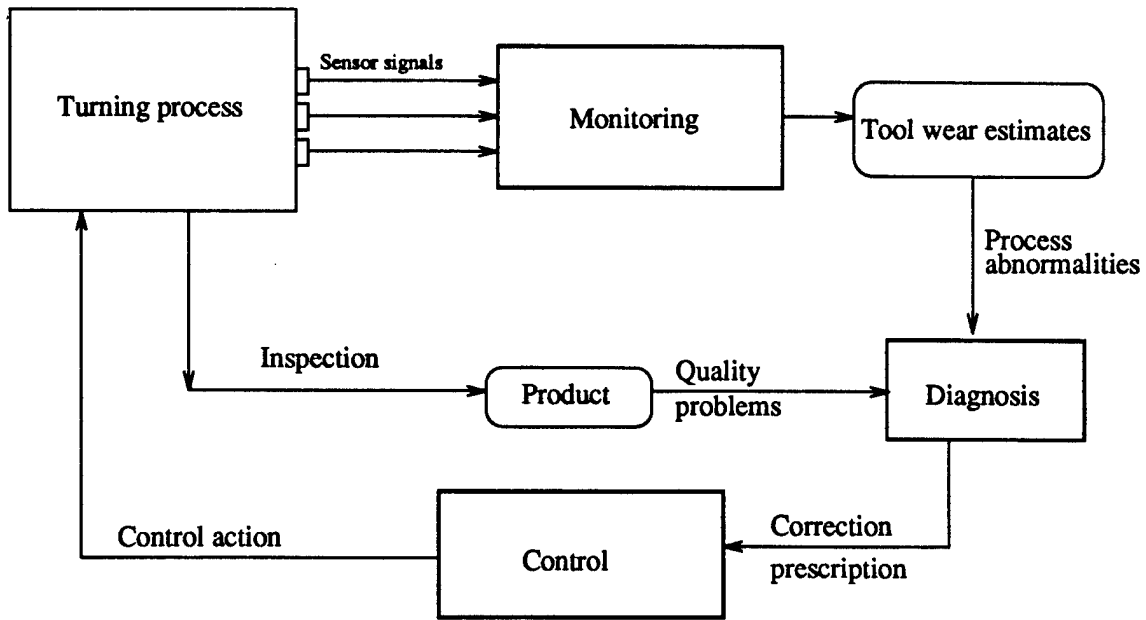 Sensor signals
Turning process
Monitoring
Tool wear estimates
Process
abnormalities
Inspection
Product
Quality
problems
Diagnosis
Control action
Control
Correction
prescription